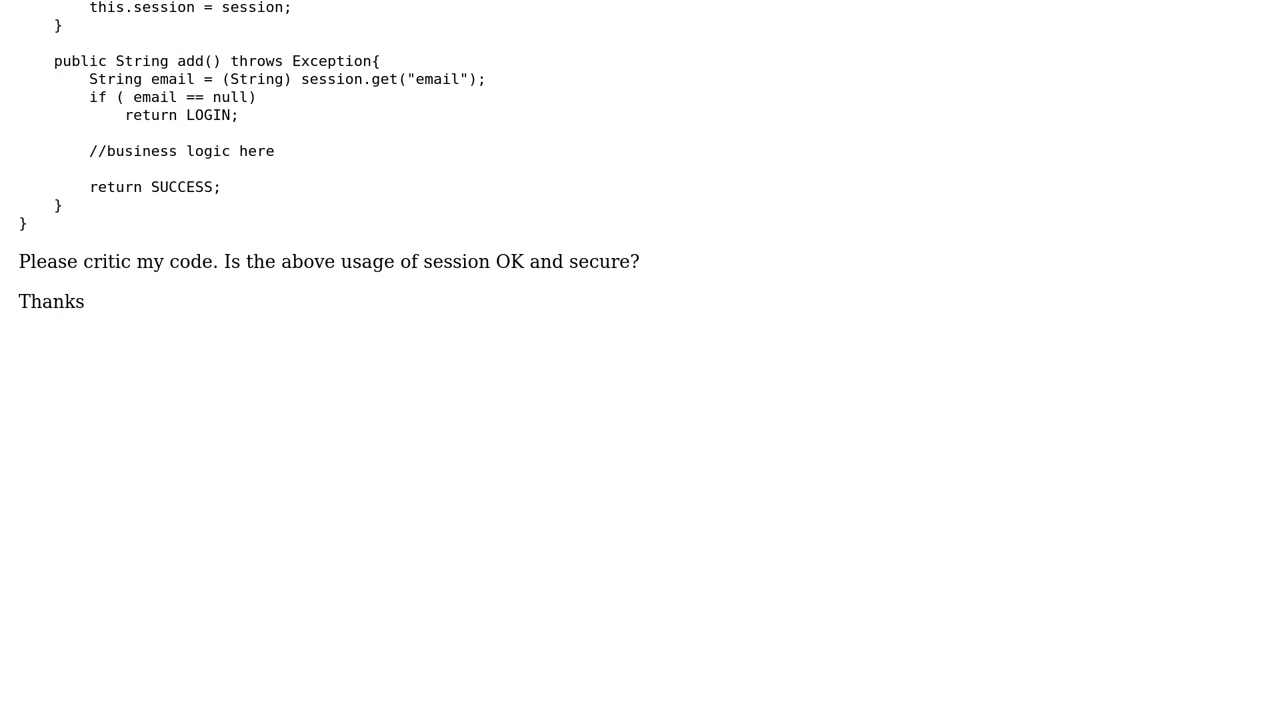 this.session = session;
    }
    public String add() throws Exception{
        String email = (String) session.get("email");
        if ( email == null)
            return LOGIN;
        //business logic here
        return SUCCESS;
    }
}
Please critic my code. Is the above usage of session OK and secure?
Thanks